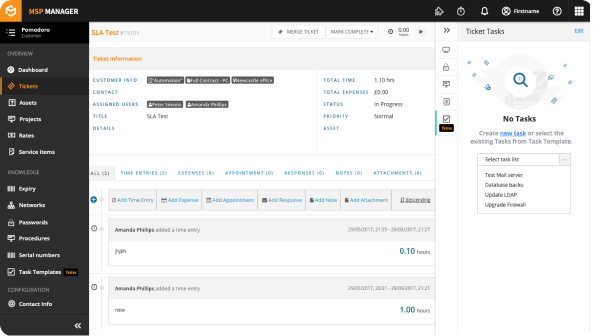 MSP MANAGER
Firstname
Pomodoro
Customer
OVERVIEW
Dashboard
Tickets
Assets
Projects
Rates
Service items
KNOWLEDGE
Expiry
Networks
Passwords
Procedures
Serial numbers
Task Templates New
CONFIGURATION
Contact info
SLA Test #15701
MERGE TICKET
MARK COMPLETE
0.00
hours
Ticket information
CUSTOMER INFO "Automation" Full Contract - PC Newcastle office
CONTACT
ASSIGNED USERS Peter Simons Amanda Phillips
TITLE SLA Test
DETAILS
TOTAL TIME 1.10 hrs
TOTAL EXPENSES £0.00
STATUS In Progress
PRIORITY Normal
ASSET
ALL (2) TIME ENTRIES (2) EXPENSES (0) APPOINTMENT (0) RESPONSES (0) NOTES (0) ATTACHMENTS (0)
Add Time Entry Add Expense Add Appointment Add Response Add Note Add Attachment descending
Amanda Phillips added a time entry 29/05/2017, 21:25 - 29/05/2017, 21:27
jhjkh 0.10 hours
Amanda Phillips added a time entry 29/05/2017, 20:21 - 29/05/2017, 21:21
new 1.00 hours
New
Ticket Tasks Edit
No Tasks
Create new task or select the
existing Tasks from Task Template.
Select task list
Test Mail server
Database backs
Update LDAP
Upgrade Firewall